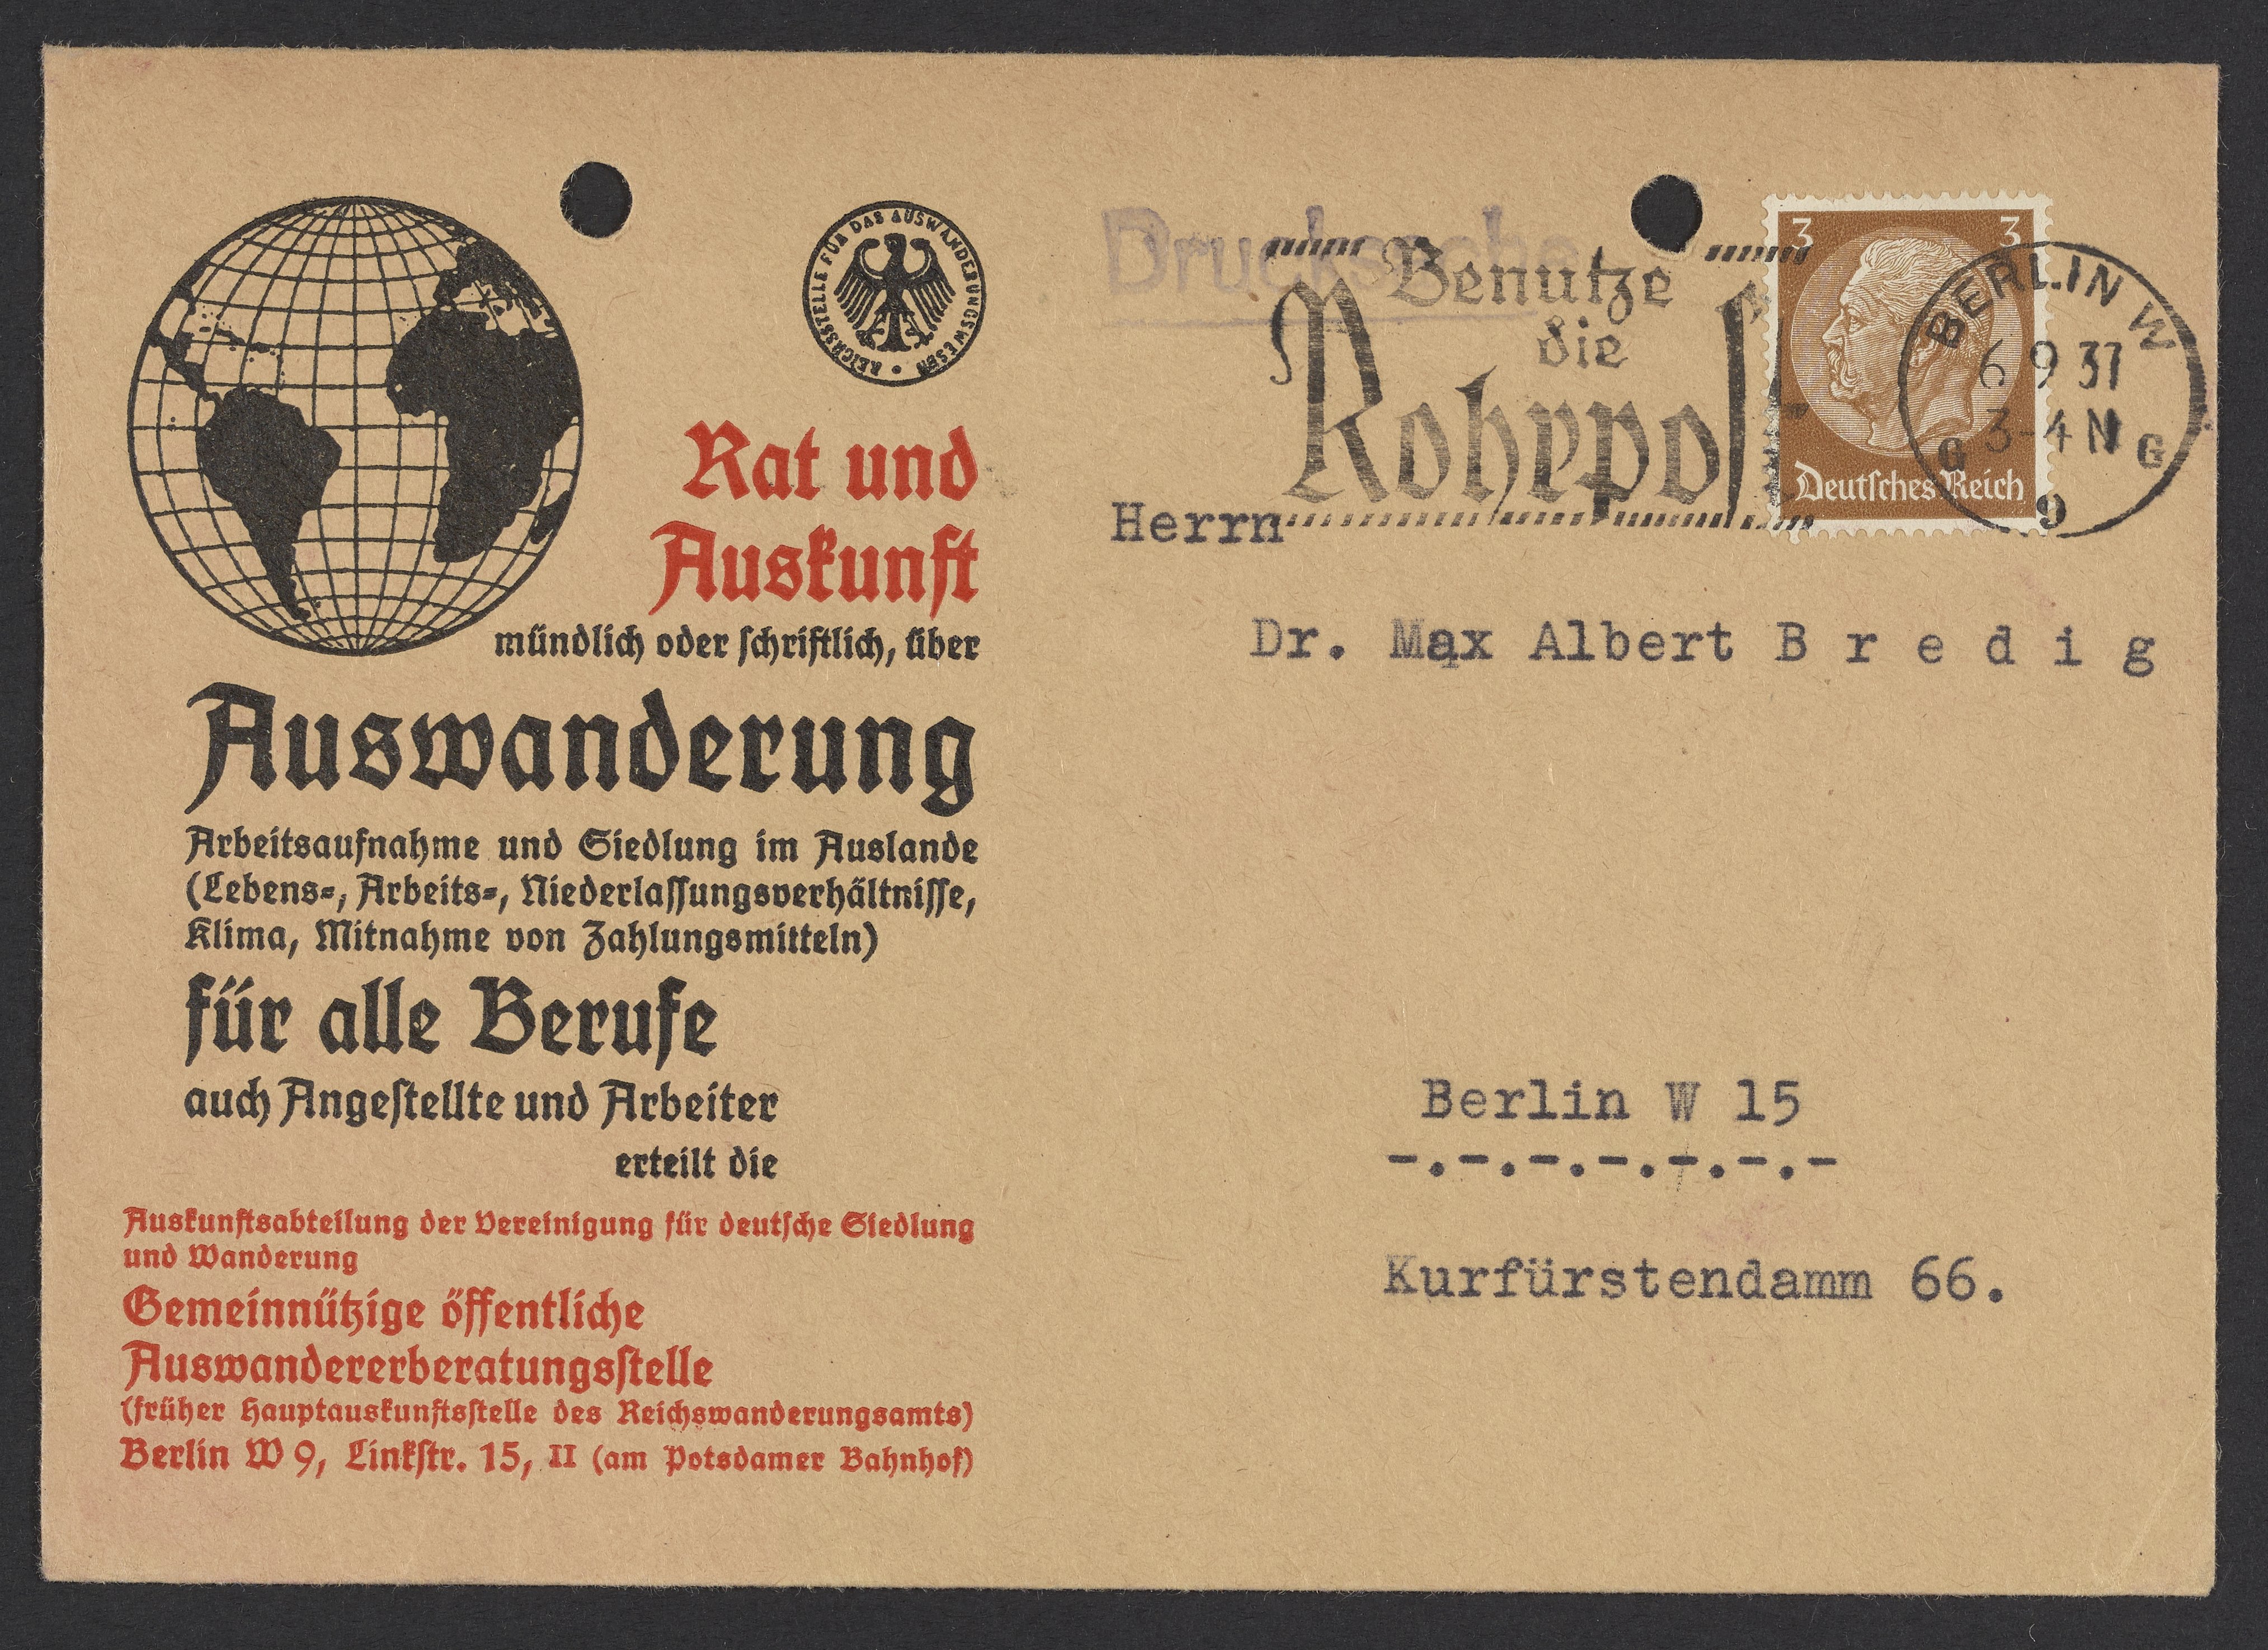 REICHSSTELLE FÜR DAS AUSWANDERUNGSWESEN
Rat und
Auskunft
mündlich oder schriftlich, über
Auswanderung
Arbeitsaufnahme und Siedlung im Auslande
(Lebens-, Arbeits-, Niederlassungsverhältnisse,
Klima, Mitnahme von Zahlungsmitteln)
für alle Berufe
auch Angestellte und Arbeiter
erteilt die
Auskunftsabteilung der Vereinigung für deutsche Siedlung
und Wanderung
Gemeinnützige öffentliche
Auswandererberatungsstelle
(früher Hauptauskunftsstelle des Reichswanderungsamts)
Berlin W 9, Linkstr. 15, II (am Potsdamer Bahnhof)
Drucksache
Benutze
die
Rohrpost
3 3
Deutsches Reich
BERLIN W
6 9 37
3-4 N
G G
9
Herrn
Dr. Max Albert B r e d i g
Berlin W 15
-.-.-.-.-.-.-
Kurfürstendamm 66.